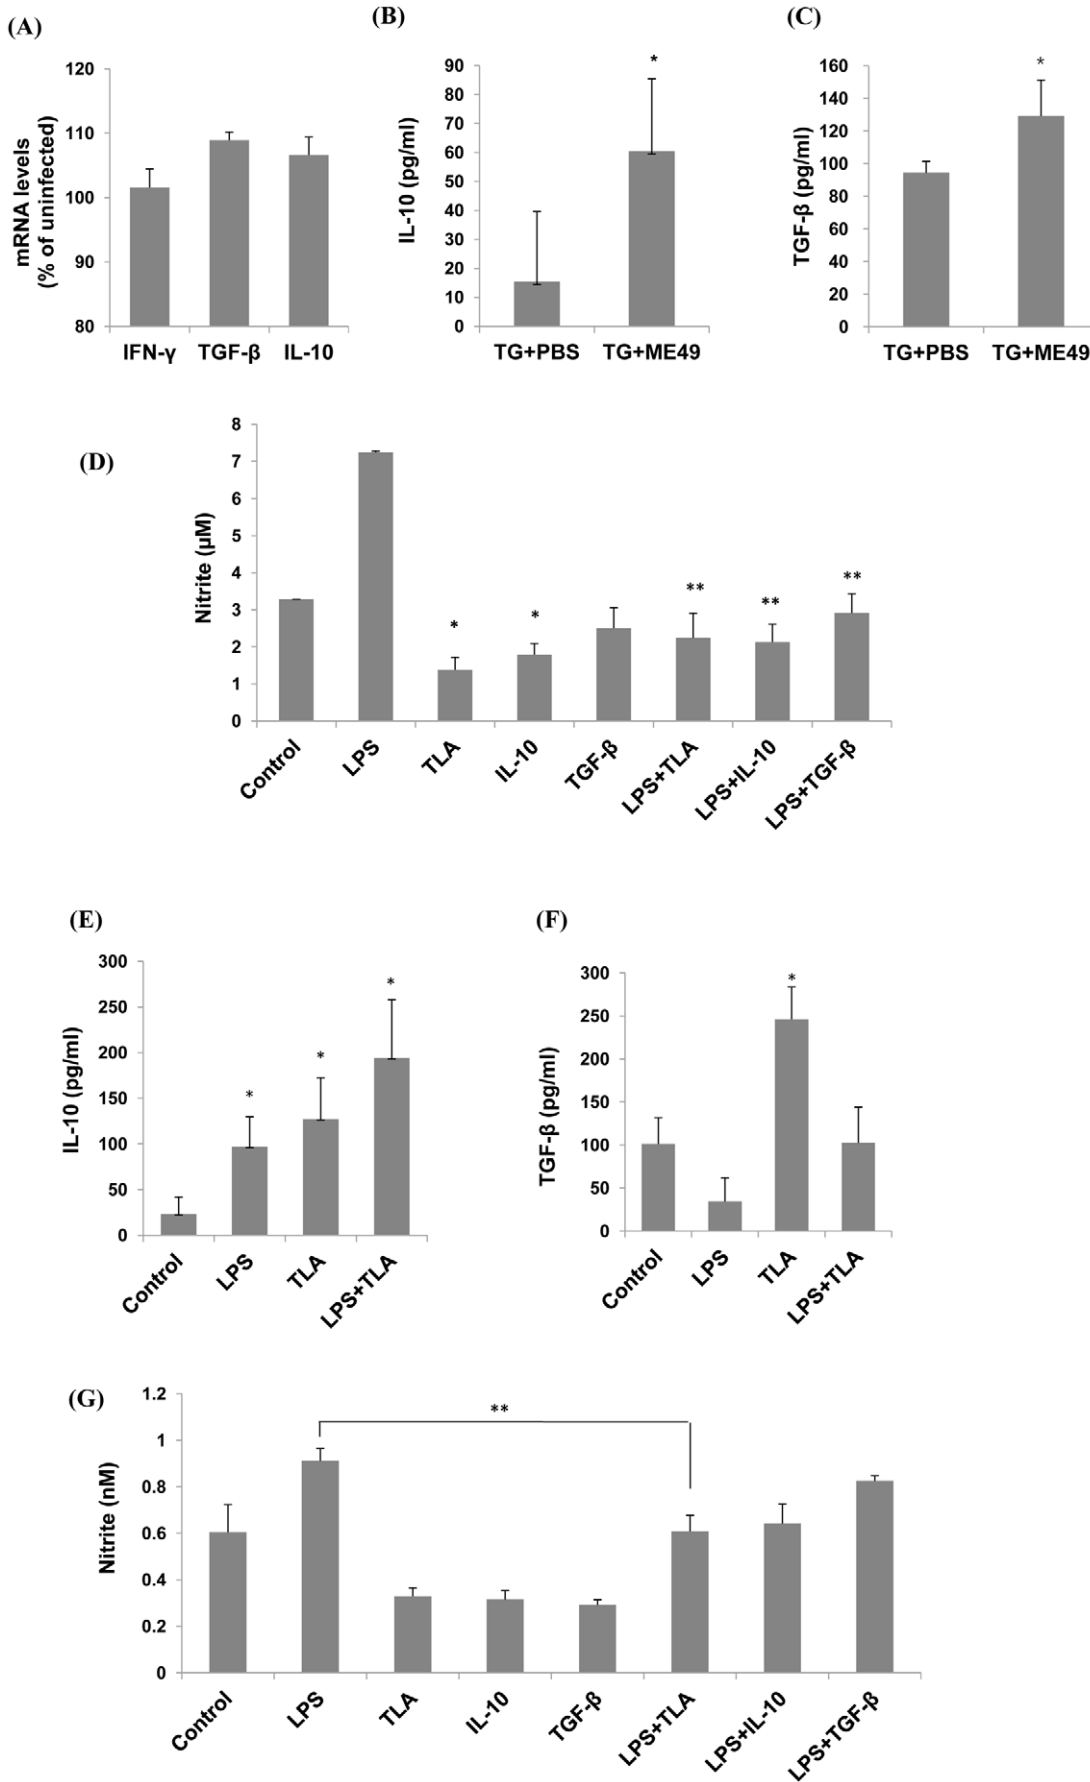 (A)
mRNA levels
(% of uninfected)
120
110
100
90
80
IFN-γ TGF-β IL-10
(B)
IL-10 (pg/ml)
90
80
70
60
50
40
30
20
10
0
*
TG+PBS TG+ME49
(C)
TGF-β (pg/ml)
160
140
120
100
80
60
40
20
0
*
TG+PBS TG+ME49
(D)
Nitrite (μM)
8
7
6
5
4
3
2
1
0
* * ** ** **
Control LPS TLA IL-10 TGF-β LPS+TLA LPS+IL-10 LPS+TGF-β
(E)
IL-10 (pg/ml)
300
250
200
150
100
50
0
* * *
Control LPS TLA LPS+TLA
(F)
TGF-β (pg/ml)
300
250
200
150
100
50
0
*
Control LPS TLA LPS+TLA
(G)
Nitrite (nM)
1.2
1
0.8
0.6
0.4
0.2
0
**
Control LPS TLA IL-10 TGF-β LPS+TLA LPS+IL-10 LPS+TGF-β